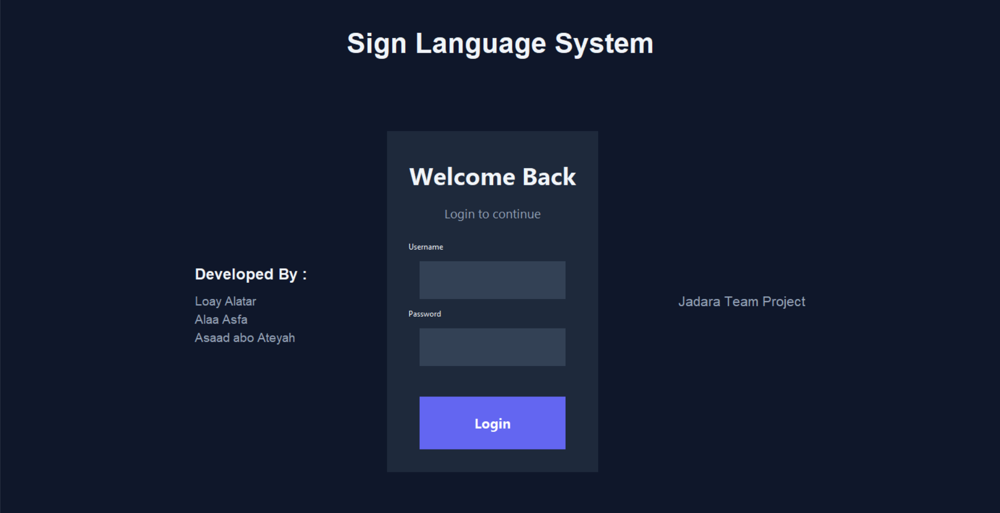 Sign Language System
Welcome Back
Login to continue
Username
Password
Login
Developed By :
Loay Alatar
Alaa Asfa
Asaad abo Ateyah
Jadara Team Project